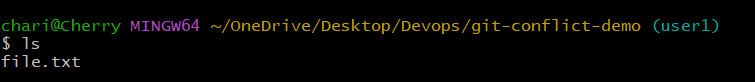 chari@Cherry MINGW64 ~/OneDrive/Desktop/Devops/git-conflict-demo (user1)
$ ls
file.txt